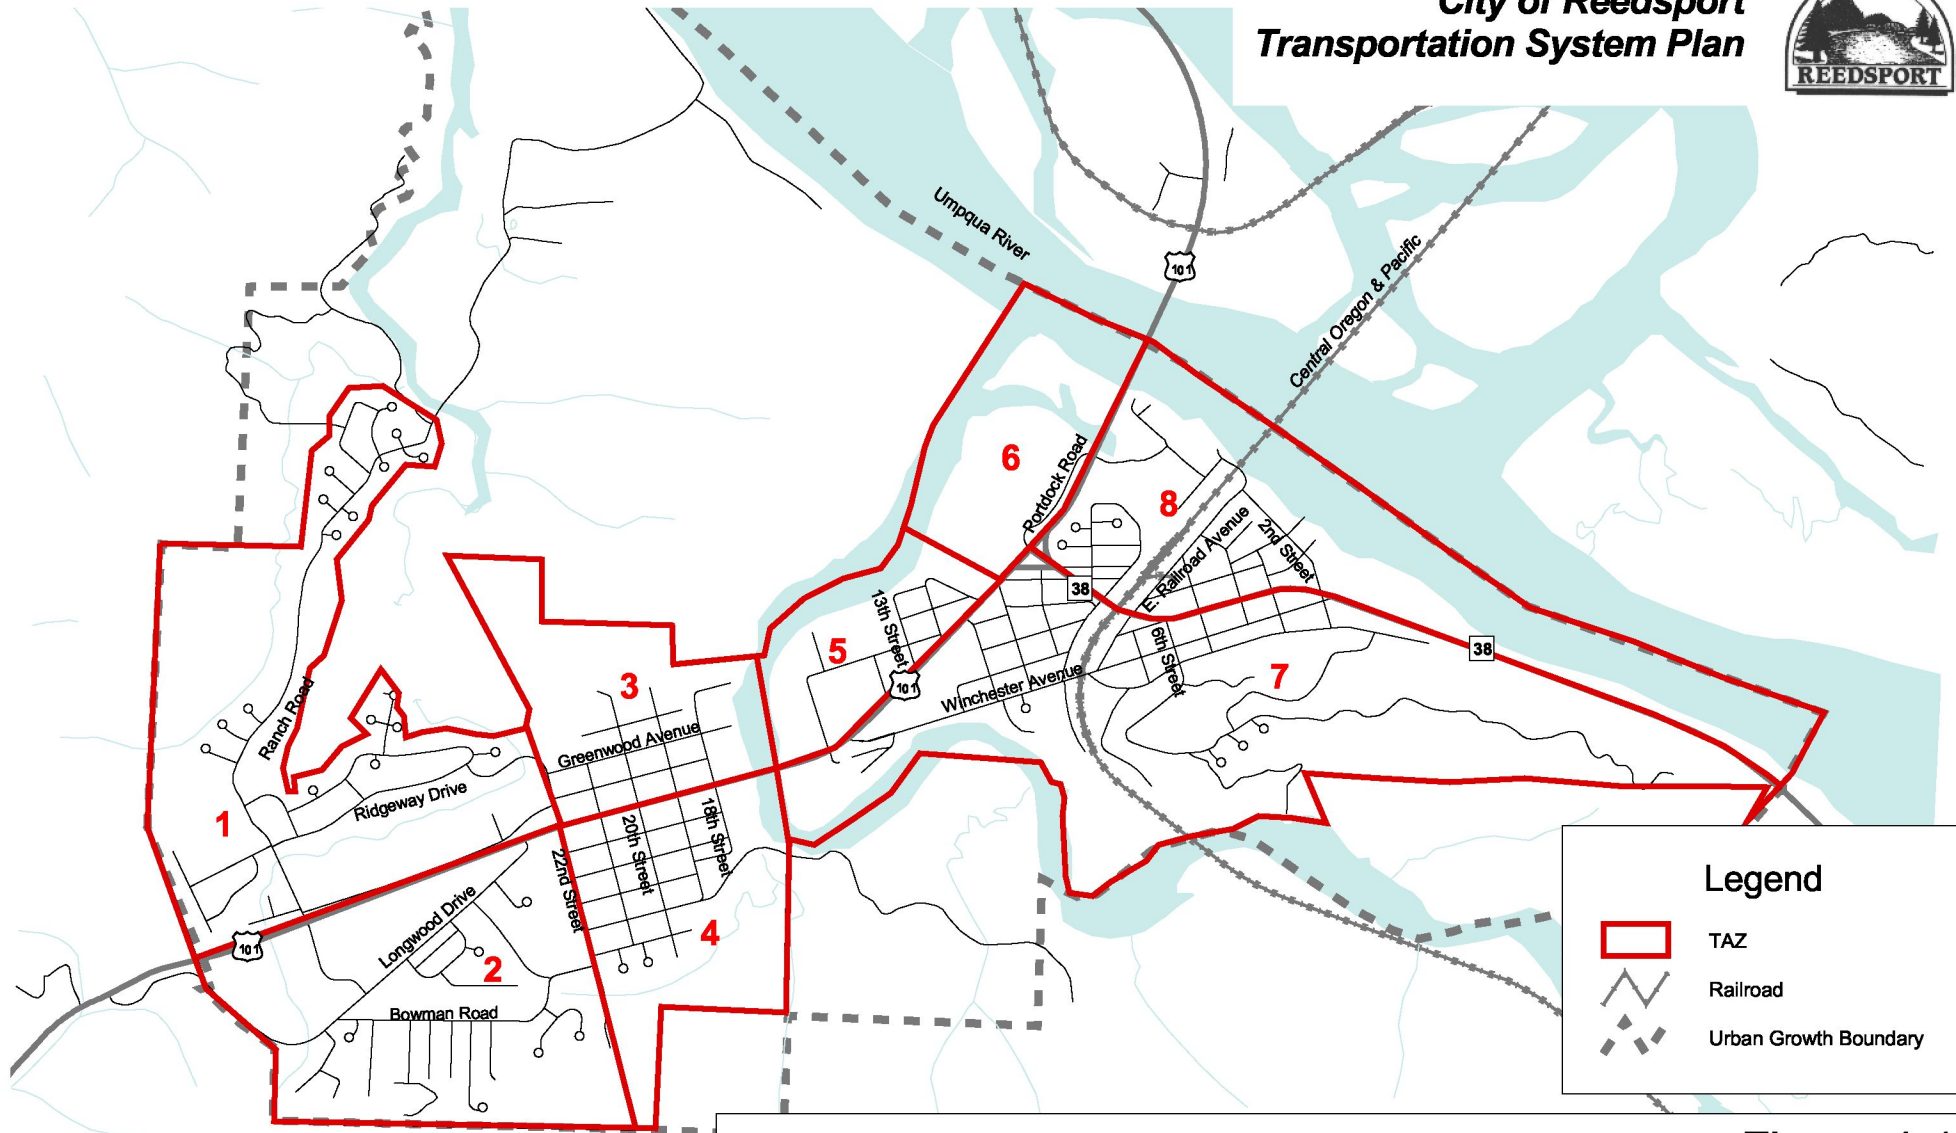 City of Reedsport
Transportation System Plan
REEDSPORT
Umpqua River
101
Central Oregon & Pacific
6
Portdock Road
8
E. Railroad Avenue
2nd Street
38
13th Street
5
6th Street
38
7
3
101
Winchester Avenue
Ranch Road
Greenwood Avenue
Ridgeway Drive
1
18th Street
20th Street
22nd Street
Longwood Drive
4
101
2
Bowman Road
Legend
TAZ
Railroad
Urban Growth Boundary